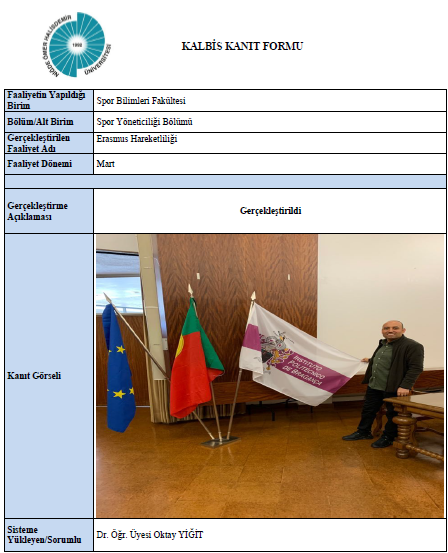 NİĞDE ÖMER HALİSDEMİR ÜNİVERSİTESİ
1992
KALBİS KANIT FORMU
Faaliyetin Yapıldığı
Birim
Spor Bilimleri Fakültesi
Bölüm/Alt Birim
Spor Yöneticiliği Bölümü
Gerçekleştirilen
Faaliyet Adı
Erasmus Hareketliliği
Faaliyet Dönemi
Mart
Gerçekleştirme
Açıklaması
Gerçekleştirildi
Kanıt Görseli
INSTITUTO
POLITÉCNICO
DE BRAGANÇA
Sisteme
Yükleyen/Sorumlu
Dr. Öğr. Üyesi Oktay YİĞİT